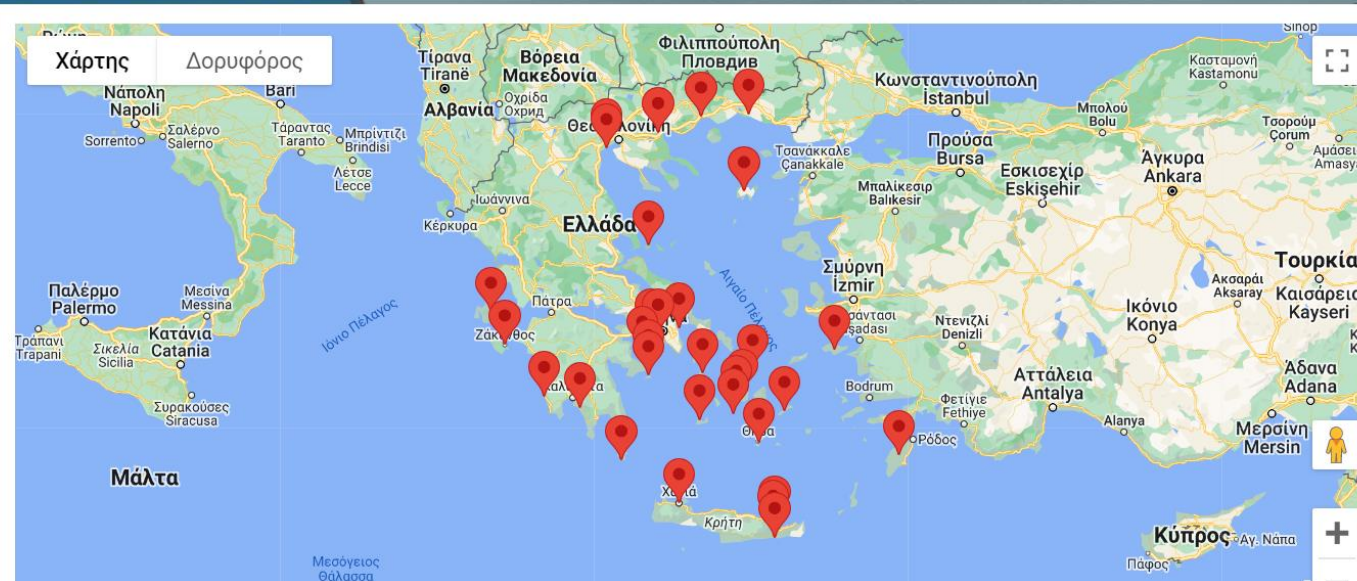 Χάρτης
Δορυφόρος
Sinop
Νάπολη
Napoli
Bari
Sorrento
Σαλέρνο
Salerno
Τάραντας
Taranto
Μπρίντιζι
Brindisi
Λέτσε
Lecce
Τίρανα
Tiranë
Αλβανία
Βόρεια
Μακεδονία
Οχρίδα
Охрид
Φιλιππούπολη
Пловдив
Κωνσταντινούπολη
İstanbul
Κασταμονή
Kastamonu
Μπολού
Bolu
Τσορούμ
Çorum
Τσανάκκαλε
Çanakkale
Προύσα
Bursa
Εσκισεχίρ
Eskişehir
Άγκυρα
Ankara
Μπαλίκεσιρ
Balıkesir
Ιωάννινα
Κέρκυρα
Ελλάδα
Αιγαίο Πέλαγος
Σμύρνη
İzmir
Τουρκία
Ακσαράι
Aksaray
Καισάρεια
Kayseri
Παλέρμο
Palermo
Μεσίνα
Messina
Ιόνιο Πέλαγος
Πάτρα
Τράπανι
Trapani
Σικελία
Sicilia
Κατάνια
Catania
Ντενιζλί
Denizli
Ικόνιο
Konya
Συρακούσες
Siracusa
Bodrum
Φετίγιε
Fethiye
Αττάλεια
Antalya
Alanya
Άδανα
Adana
Μερσίνη
Mersin
Ρόδος
Μάλτα
Κρήτη
Κύπρος
Αγ. Νάπα
Πάφος
Μεσόγειος
Θάλασσα